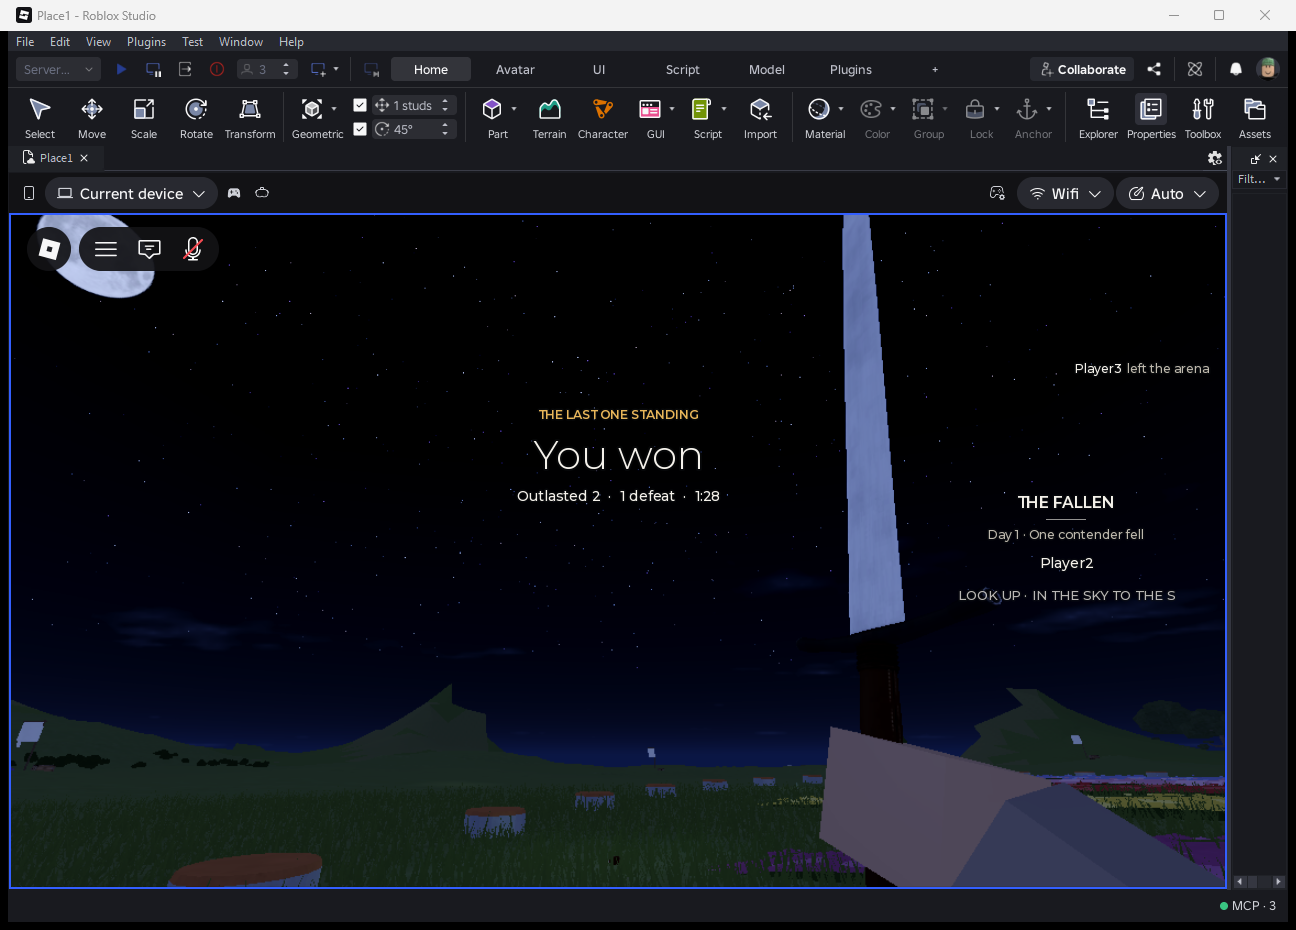 Place1 - Roblox Studio
File Edit View Plugins Test Window Help
Server... 3 Home Avatar UI Script Model Plugins + Collaborate
1 studs
45°
Select Move Scale Rotate Transform Geometric Part Terrain Character GUI Script Import Material Color Group Lock Anchor Explorer Properties Toolbox Assets
Place1
Current device Wifi Auto
Filt...
Player3 left the arena
THE LAST ONE STANDING
You won
Outlasted 2 · 1 defeat · 1:28
THE FALLEN
Day 1 · One contender fell
Player2
LOOK UP · IN THE SKY TO THE S
MCP · 3